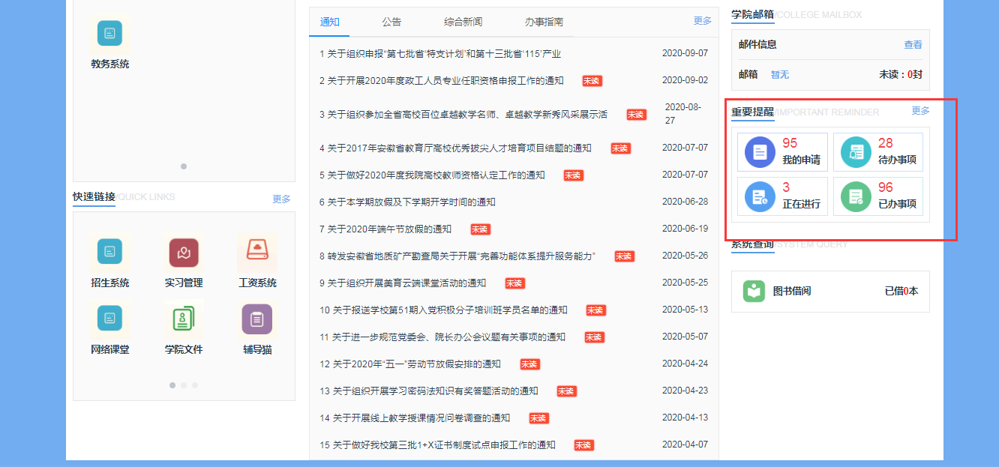 教务系统
快速链接/QUICK LINKS 更多
招生系统 实习管理 工资系统
网络课堂 学院文件 辅导猫
通知 公告 综合新闻 办事指南 更多
1 关于组织申报“第七批省‘特支计划’和第十三批省‘115’产业 2020-09-07
2 关于开展2020年度政工人员专业任职资格申报工作的通知 未读 2020-09-02
3 关于组织参加全省高校百位卓越教学名师、卓越教学新秀风采展示活 未读 2020-08-
27
4 关于2017年安徽省教育厅高校优秀拔尖人才培育项目结题的通知 未读 2020-07-07
5 关于做好2020年度我院高校教师资格认定工作的通知 未读 2020-07-07
6 关于本学期放假及下学期开学时间的通知 2020-06-28
7 关于2020年端午节放假的通知 未读 2020-06-19
8 转发安徽省地质矿产勘查局关于开展“完善功能体系提升服务能力” 未读 2020-05-26
9 关于组织开展美育云端课堂活动的通知 未读 2020-05-25
10 关于报送学校第51期入党积极分子培训班学员名单的通知 未读 2020-05-13
11 关于进一步规范党委会、院长办公会议题有关事项的通知 未读 2020-05-07
12 关于2020年“五一”劳动节放假安排的通知 未读 2020-04-24
13 关于组织开展学习密码法知识有奖答题活动的通知 未读 2020-04-23
14 关于开展线上教学授课情况问卷调查的通知 未读 2020-04-13
15 关于做好我校第三批1+X证书制度试点申报工作的通知 未读 2020-04-07
学院邮箱/COLLEGE MAILBOX
邮件信息 查看
邮箱 暂无 未读：0封
重要提醒/IMPORTANT REMINDER 更多
95 28
我的申请 待办事项
3 96
正在进行 已办事项
系统查询/SYSTEM QUERY
图书借阅 已借0本